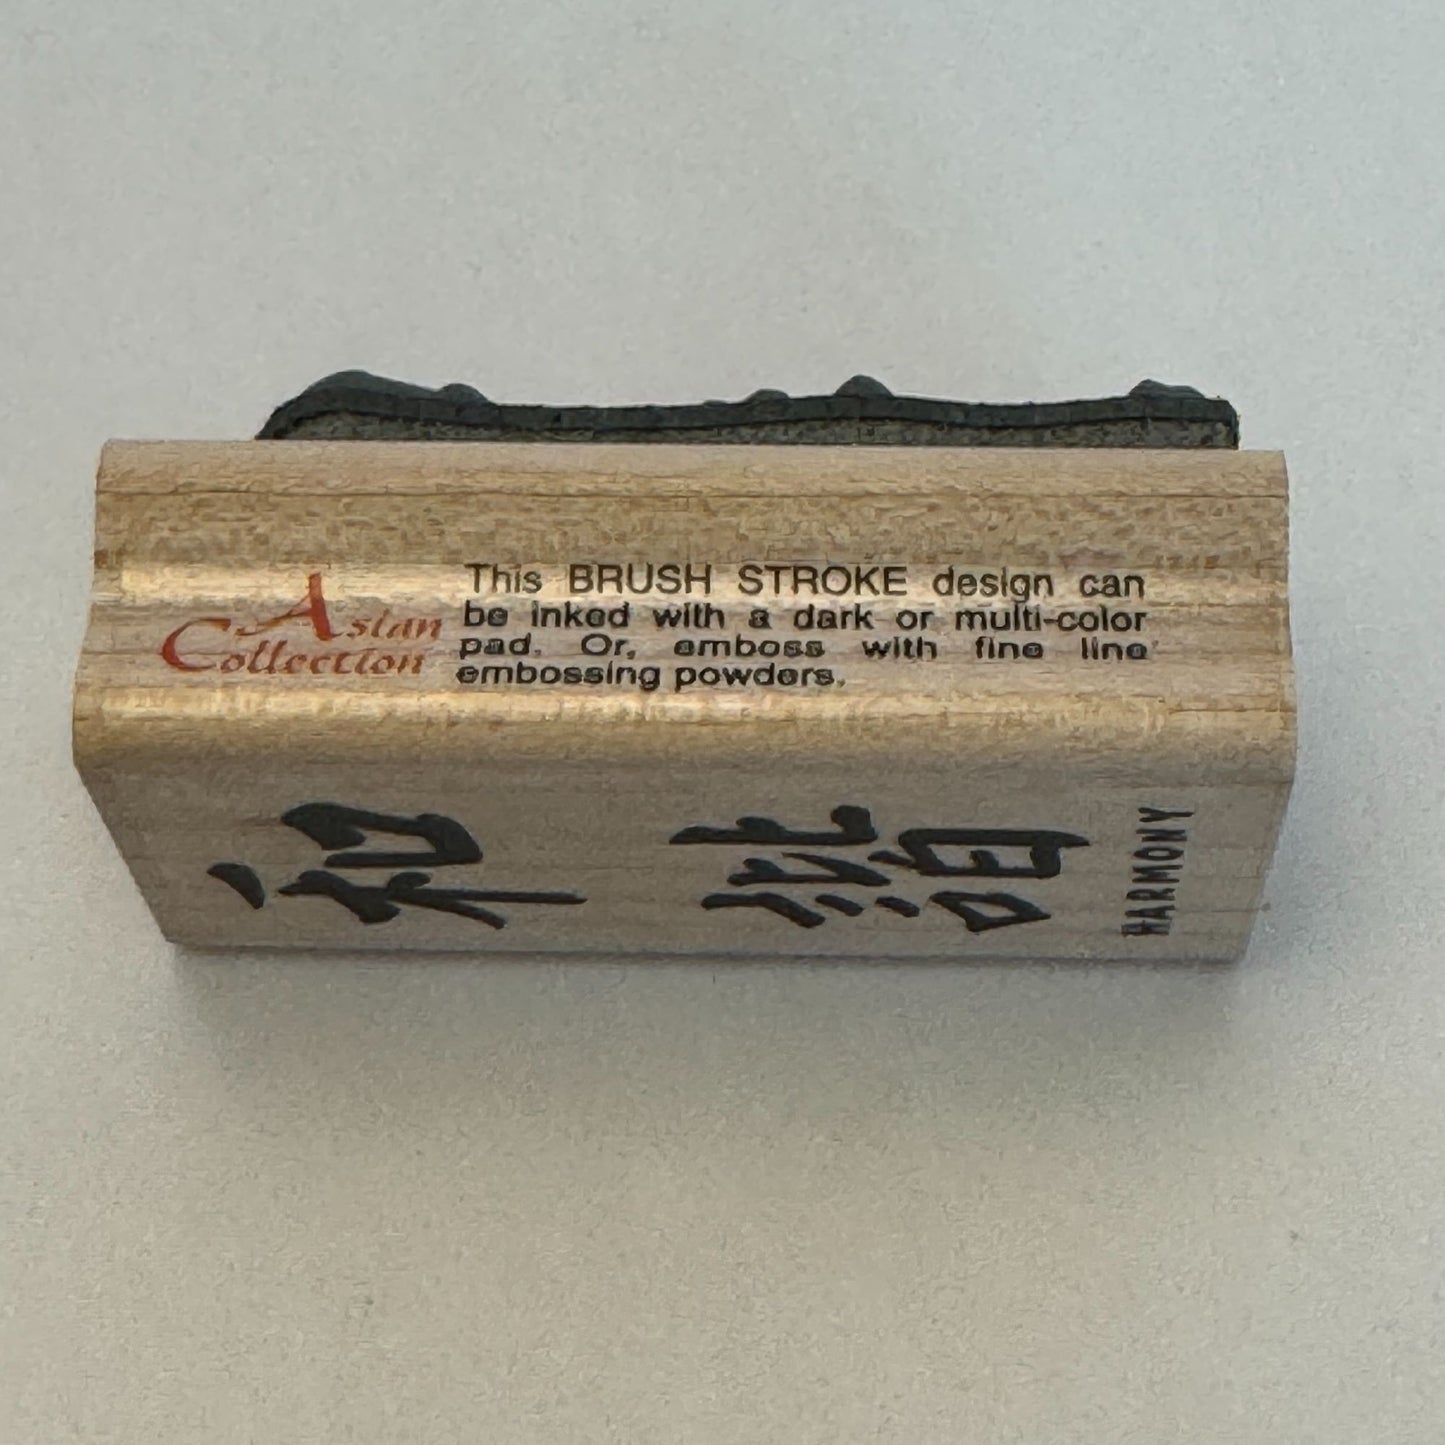 Asian
Collection
This BRUSH STROKE design can
be inked with a dark or multi-color
pad. Or, emboss with fine line
embossing powders.
和諧
HARMONY